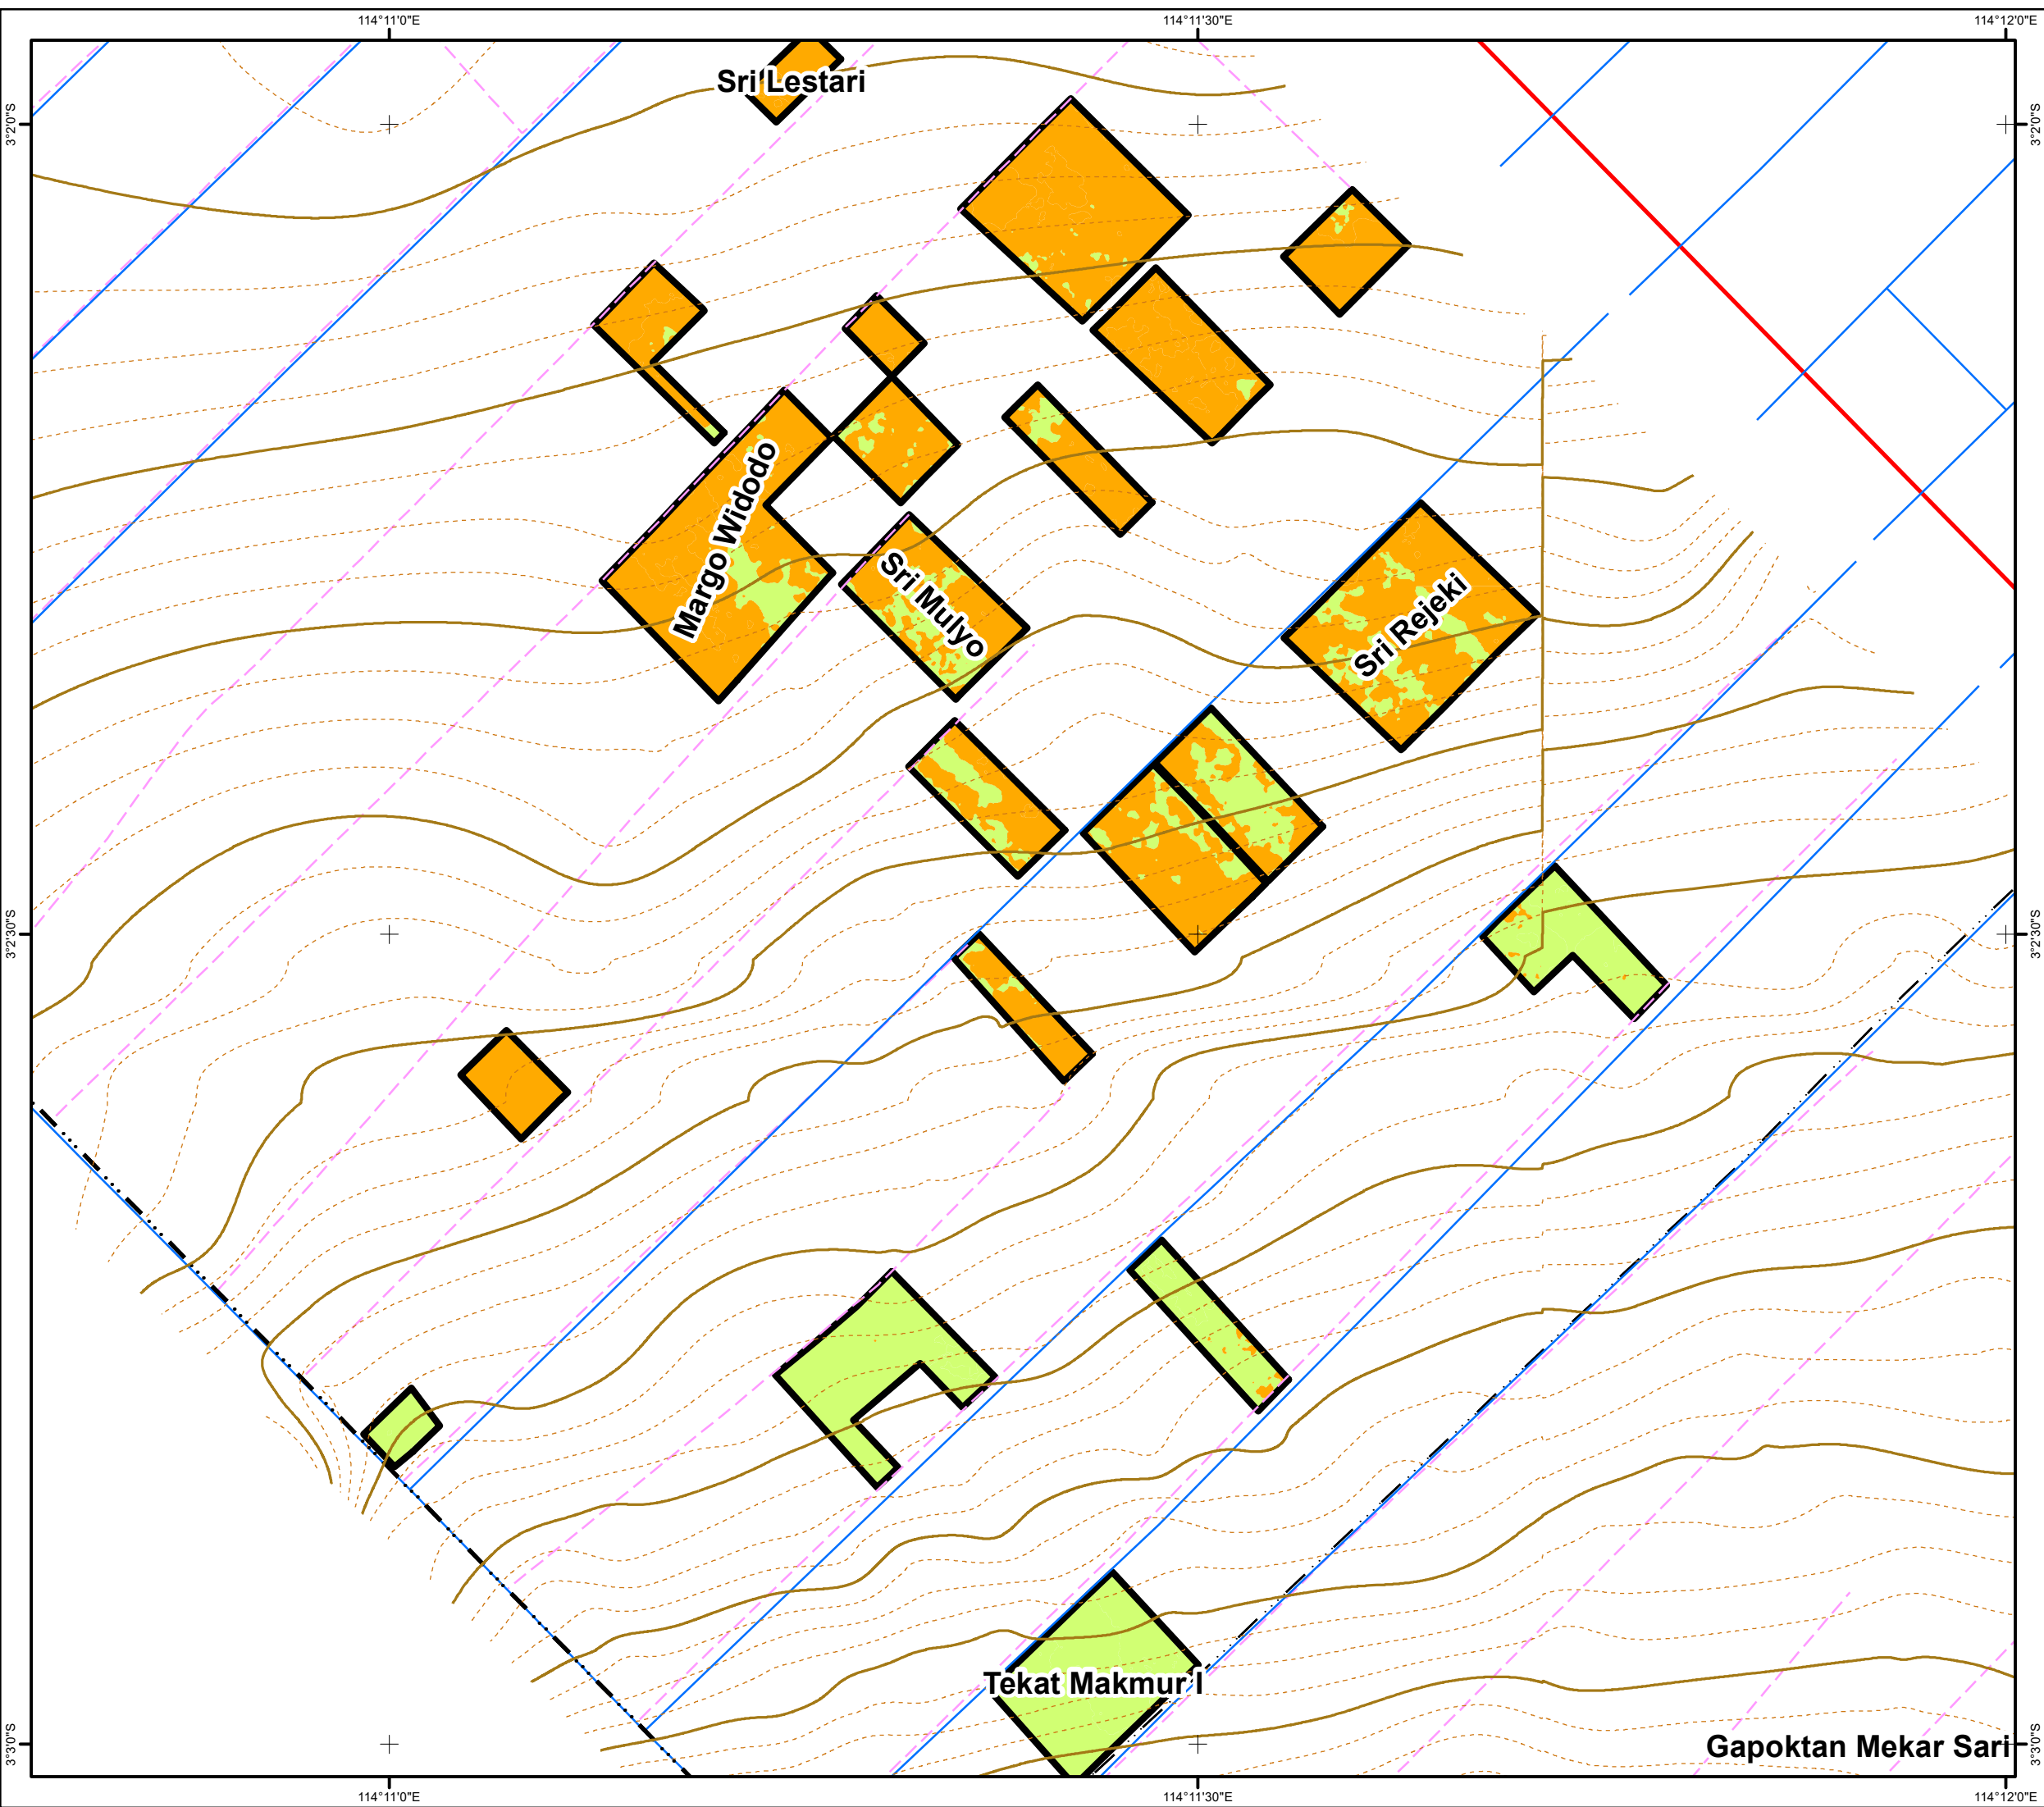 114°11'0"E 114°11'30"E 114°12'0"E
3°2'0"S 3°2'0"S
Sri Lestari
Margo Widodo
Sri Mulyo
Sri Rejeki
3°2'30"S 3°2'30"S
Tekat Makmur I
Gapoktan Mekar Sari
3°3'0"S 3°3'0"S
114°11'0"E 114°11'30"E 114°12'0"E